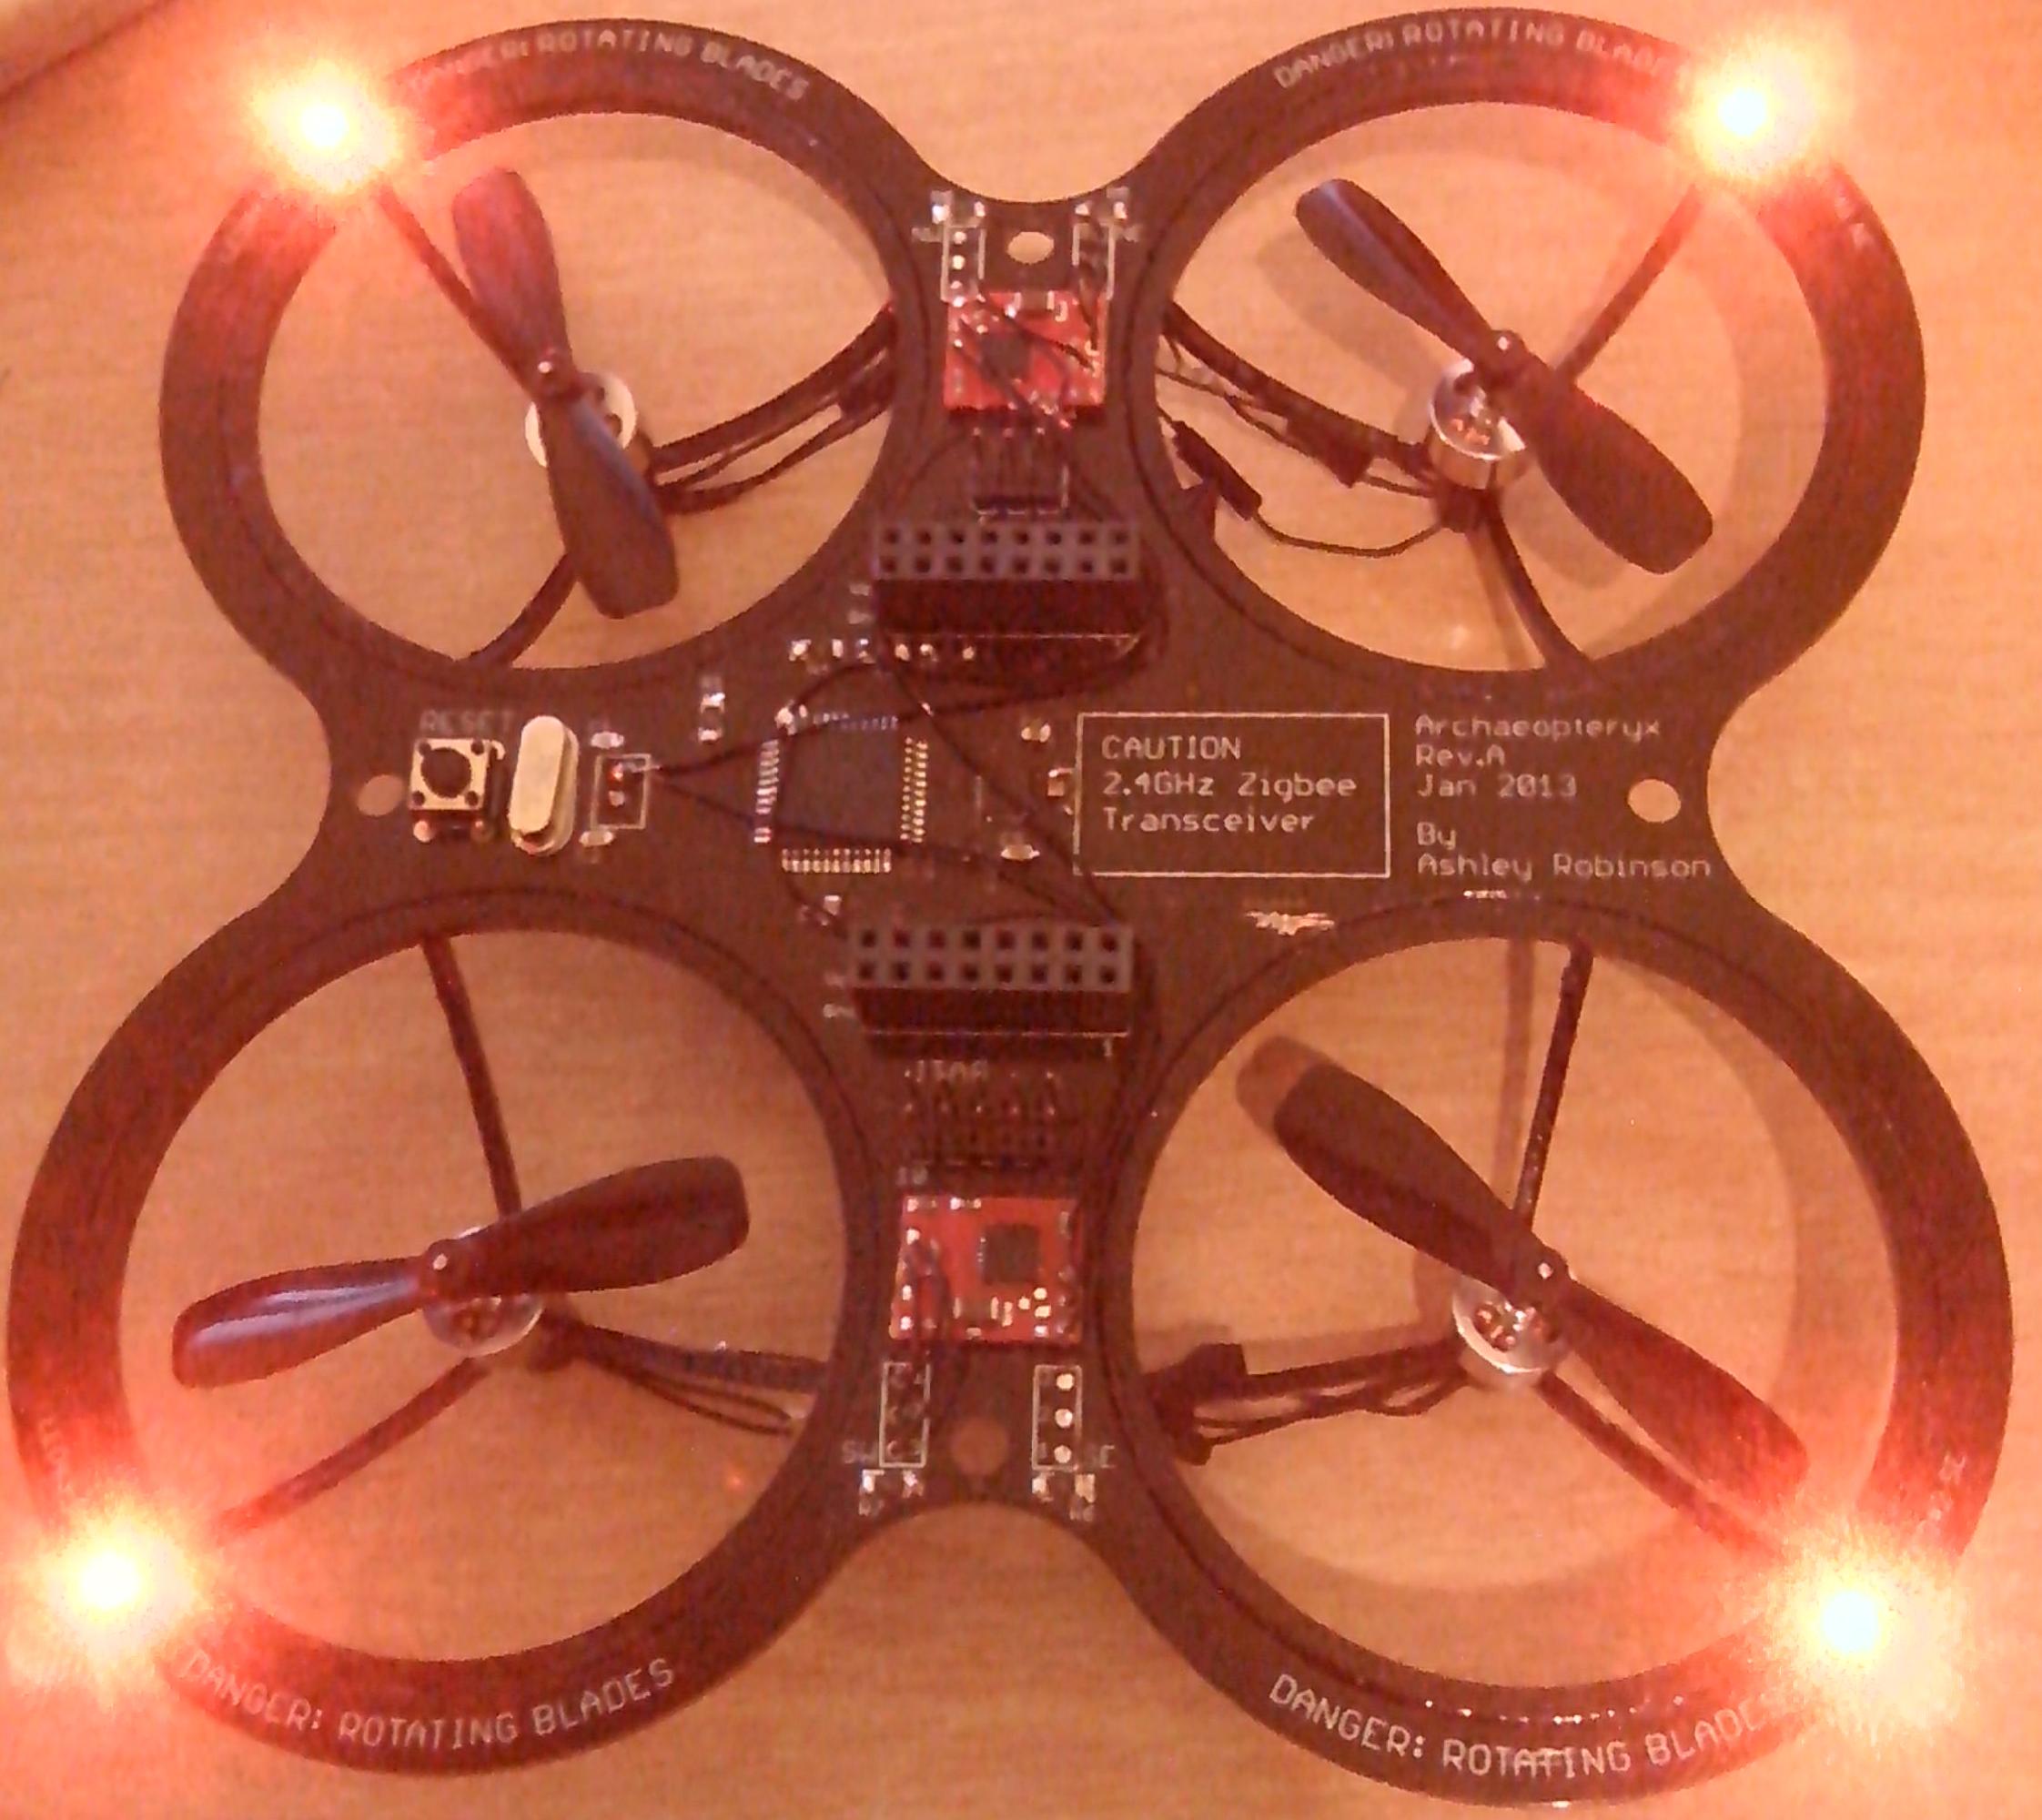 DANGER: ROTATING BLADES
DANGER: ROTATING BLADES
RESET
CAUTION
2.4GHz Zigbee
Transceiver
Archaeopteryx
Rev.A
Jan 2013
By
Ashley Robinson
JTAG
DANGER: ROTATING BLADES
DANGER: ROTATING BLADES